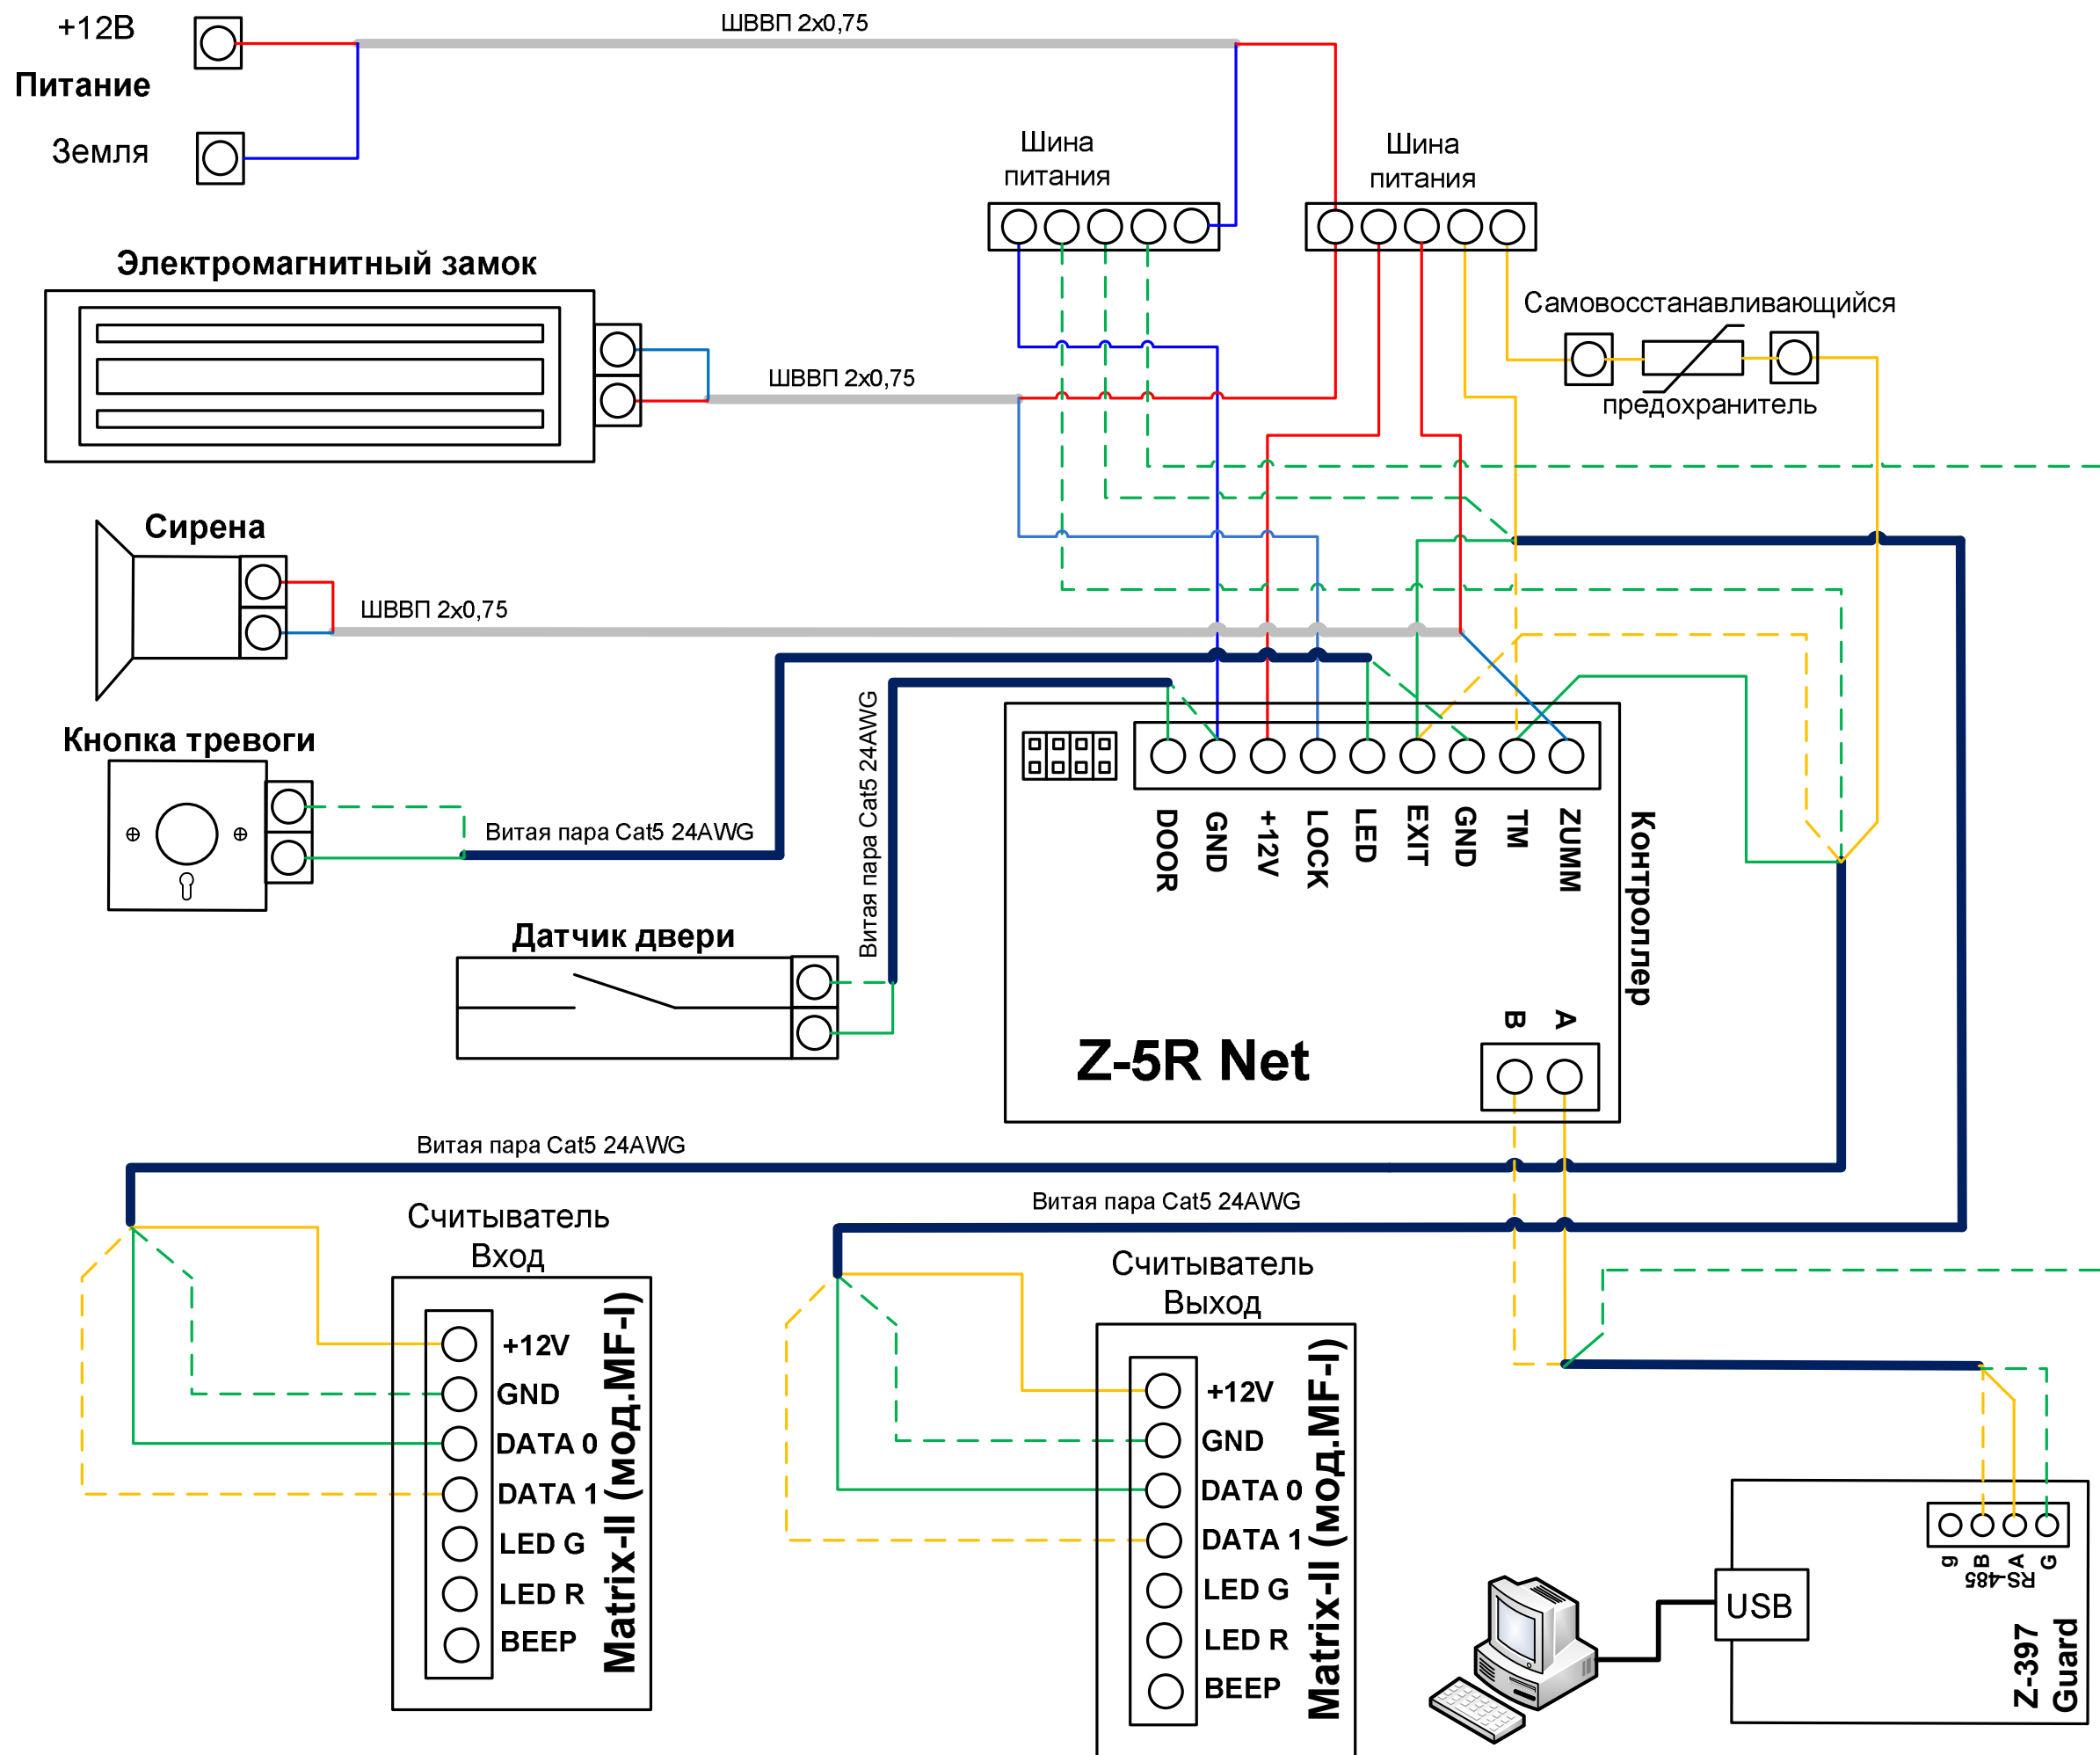 +12В
Питание
Земля
ШВВП 2х0,75
Шина
питания
Шина
питания
Электромагнитный замок
ШВВП 2х0,75
Самовосстанавливающийся
предохранитель
Сирена
ШВВП 2х0,75
Кнопка тревоги
Витая пара Cat5 24AWG
Витая пара Cat5 24AWG
Датчик двери
DOOR
GND
+12V
LOCK
LED
EXIT
GND
TM
ZUMM
Контроллер
B
A
Z-5R Net
Витая пара Cat5 24AWG
Витая пара Cat5 24AWG
Считыватель
Вход
+12V
GND
DATA 0
DATA 1
LED G
LED R
BEEP
Matrix-II (мод.MF-I)
Считыватель
Выход
+12V
GND
DATA 0
DATA 1
LED G
LED R
BEEP
Matrix-II (мод.MF-I)
g
B
A
G
RS-485
USB
Z-397
Guard